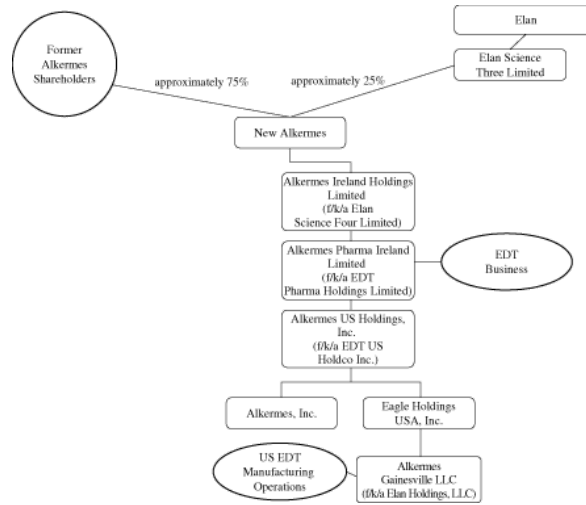 Elan
Former
Alkermes
Shareholders
Elan Science
Three Limited
approximately 75%
approximately 25%
New Alkermes
Alkermes Ireland Holdings
Limited
(f/k/a Elan
Science Four Limited)
Alkermes Pharma Ireland
Limited
(f/k/a EDT
Pharma Holdings Limited)
EDT
Business
Alkermes US Holdings,
Inc.
(f/k/a EDT US
Holdco Inc.)
Alkermes, Inc.
Eagle Holdings
USA, Inc.
US EDT
Manufacturing
Operations
Alkermes
Gainesville LLC
(f/k/a Elan Holdings, LLC)